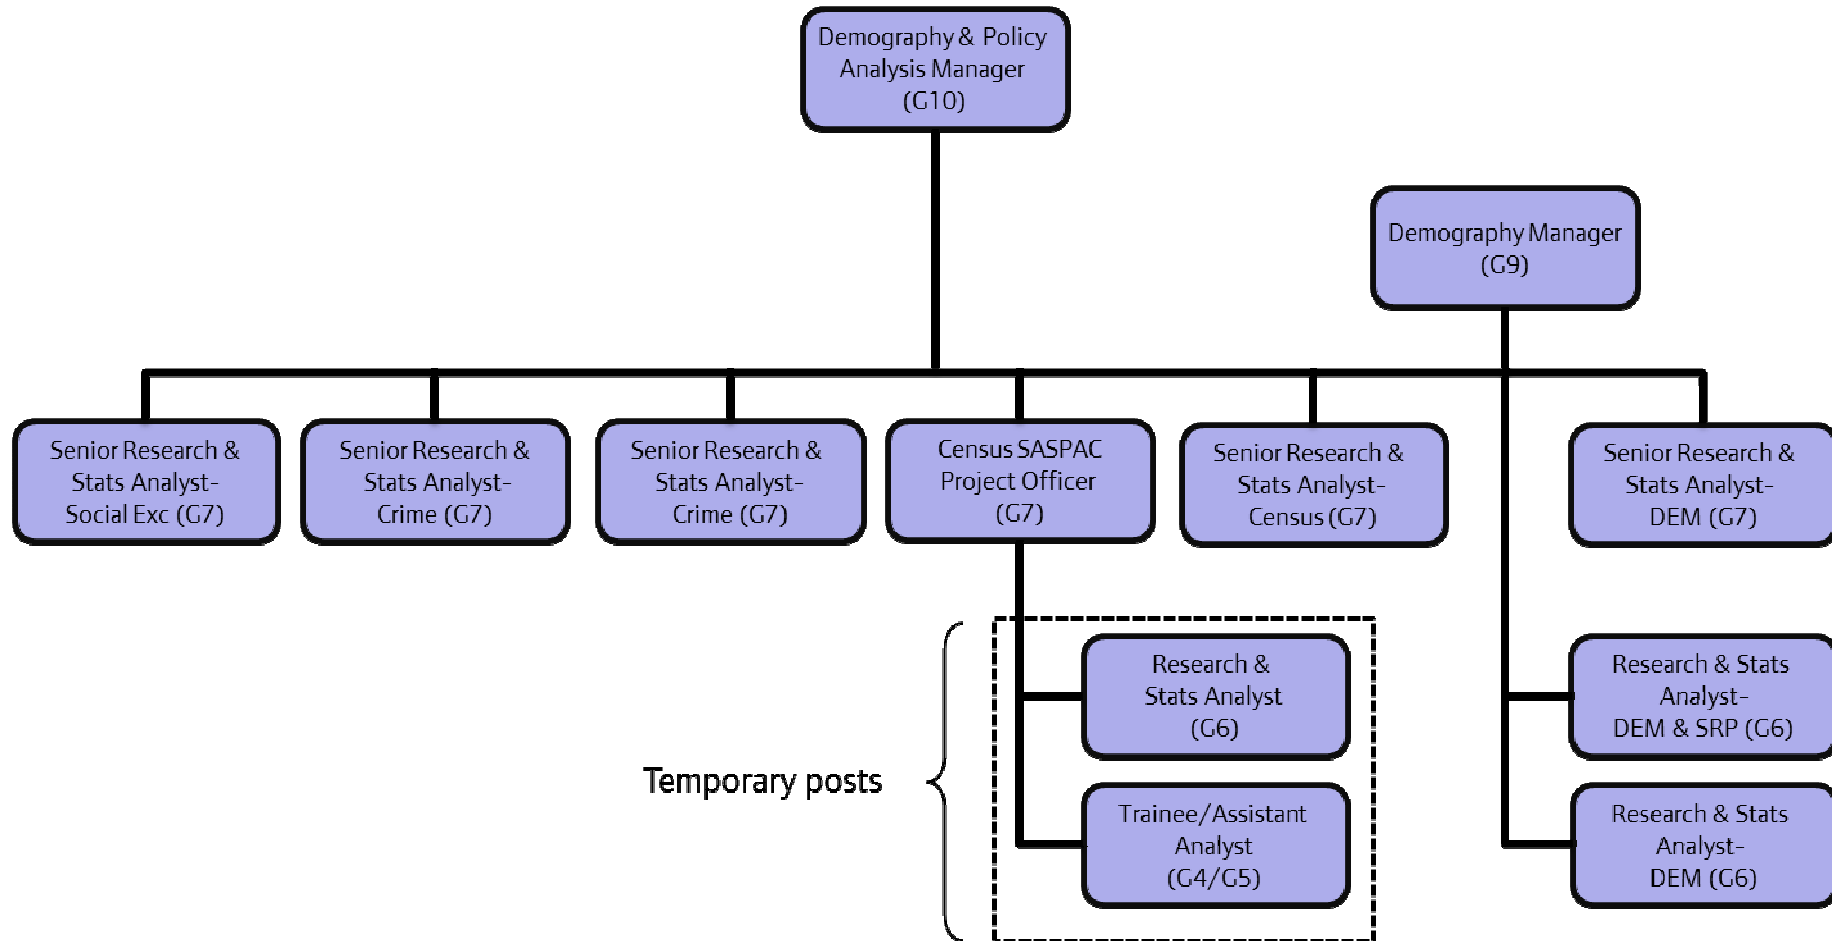 Demography & Policy
Analysis Manager
(G10)
Demography Manager
(G9)
Senior Research &
Stats Analyst-
Social Exc (G7)
Senior Research &
Stats Analyst-
Crime (G7)
Senior Research &
Stats Analyst-
Crime (G7)
Census SASPAC
Project Officer
(G7)
Senior Research &
Stats Analyst-
Census (G7)
Senior Research &
Stats Analyst-
DEM (G7)
Temporary posts
Research &
Stats Analyst
(G6)
Trainee/Assistant
Analyst
(G4/G5)
Research & Stats
Analyst-
DEM & SRP (G6)
Research & Stats
Analyst-
DEM (G6)